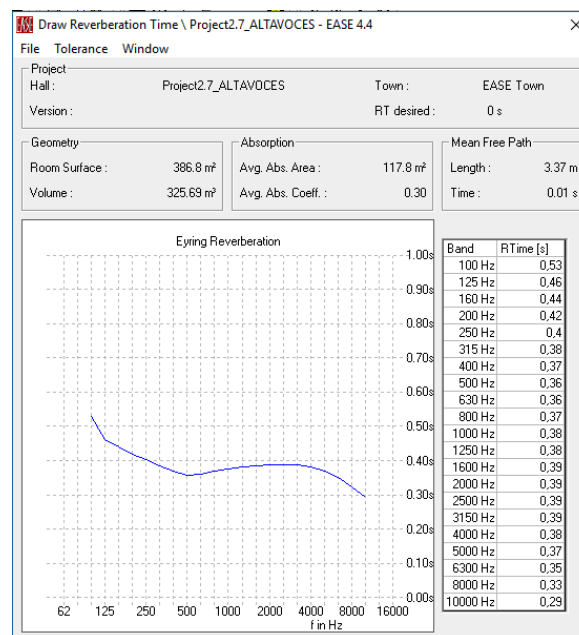 EASE Draw Reverberation Time \ Project2.7_ALTAVOCES - EASE 4.4
File Tolerance Window
Project
Hall : Project2.7_ALTAVOCES Town : EASE Town
Version : RT desired : 0 s
Geometry
Room Surface : 386.8 m²
Volume : 325.69 m³
Absorption
Avg. Abs. Area : 117.8 m²
Avg. Abs. Coeff. : 0.30
Mean Free Path
Length : 3.37 m
Time : 0.01 s
Eyring Reverberation
1.00s
0.90s
0.80s
0.70s
0.60s
0.50s
0.40s
0.30s
0.20s
0.10s
0.00s
62 125 250 500 1000 2000 4000 8000 16000
f in Hz
Band RTime [s]
100 Hz 0,53
125 Hz 0,46
160 Hz 0,44
200 Hz 0,42
250 Hz 0,4
315 Hz 0,38
400 Hz 0,37
500 Hz 0,36
630 Hz 0,36
800 Hz 0,37
1000 Hz 0,38
1250 Hz 0,38
1600 Hz 0,39
2000 Hz 0,39
2500 Hz 0,39
3150 Hz 0,39
4000 Hz 0,38
5000 Hz 0,37
6300 Hz 0,35
8000 Hz 0,33
10000 Hz 0,29